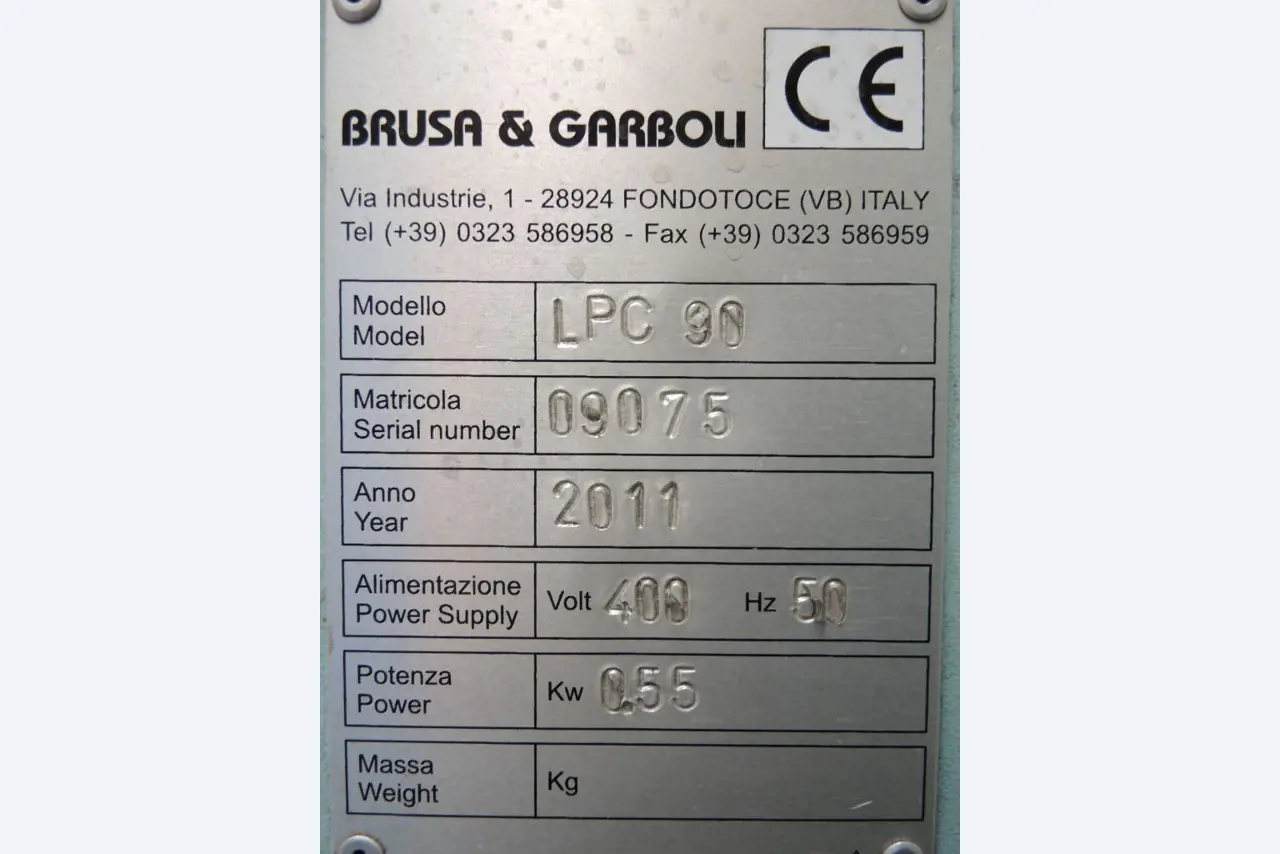 BRUSA & GARBOLI CE
Via Industrie, 1 - 28924 FONDOTOCE (VB) ITALY
Tel (+39) 0323 586958 - Fax (+39) 0323 586959
Modello
Model
LPC 90
Matricola
Serial number
09075
Anno
Year
2011
Alimentazione
Power Supply
Volt 400 Hz 50
Potenza
Power
Kw 0.55
Massa
Weight
Kg